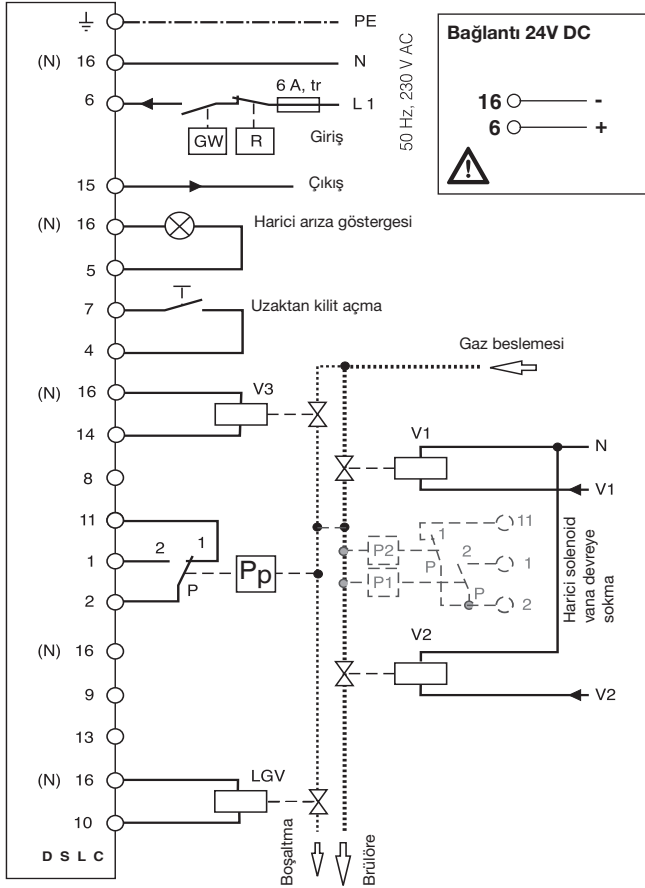 PE
(N) 16 N
6 6 A, tr L 1
GW R Giriş
50 Hz, 230 V AC
Bağlantı 24V DC
16 -
6 +
15 Çıkış
(N) 16 Harici arıza göstergesi
5
7 Uzaktan kilit açma
4
Gaz beslemesi
(N) 16 V3
14
V1 N
V1
8
11
1 2 1
P
2
Pp
P2 1 11
2 1
P1 P P 2
Harici solenoid
vana devreye
sokma
(N) 16
V2
9
V2
13
(N) 16 LGV
10
Boşaltma
Brülöre
D S L C